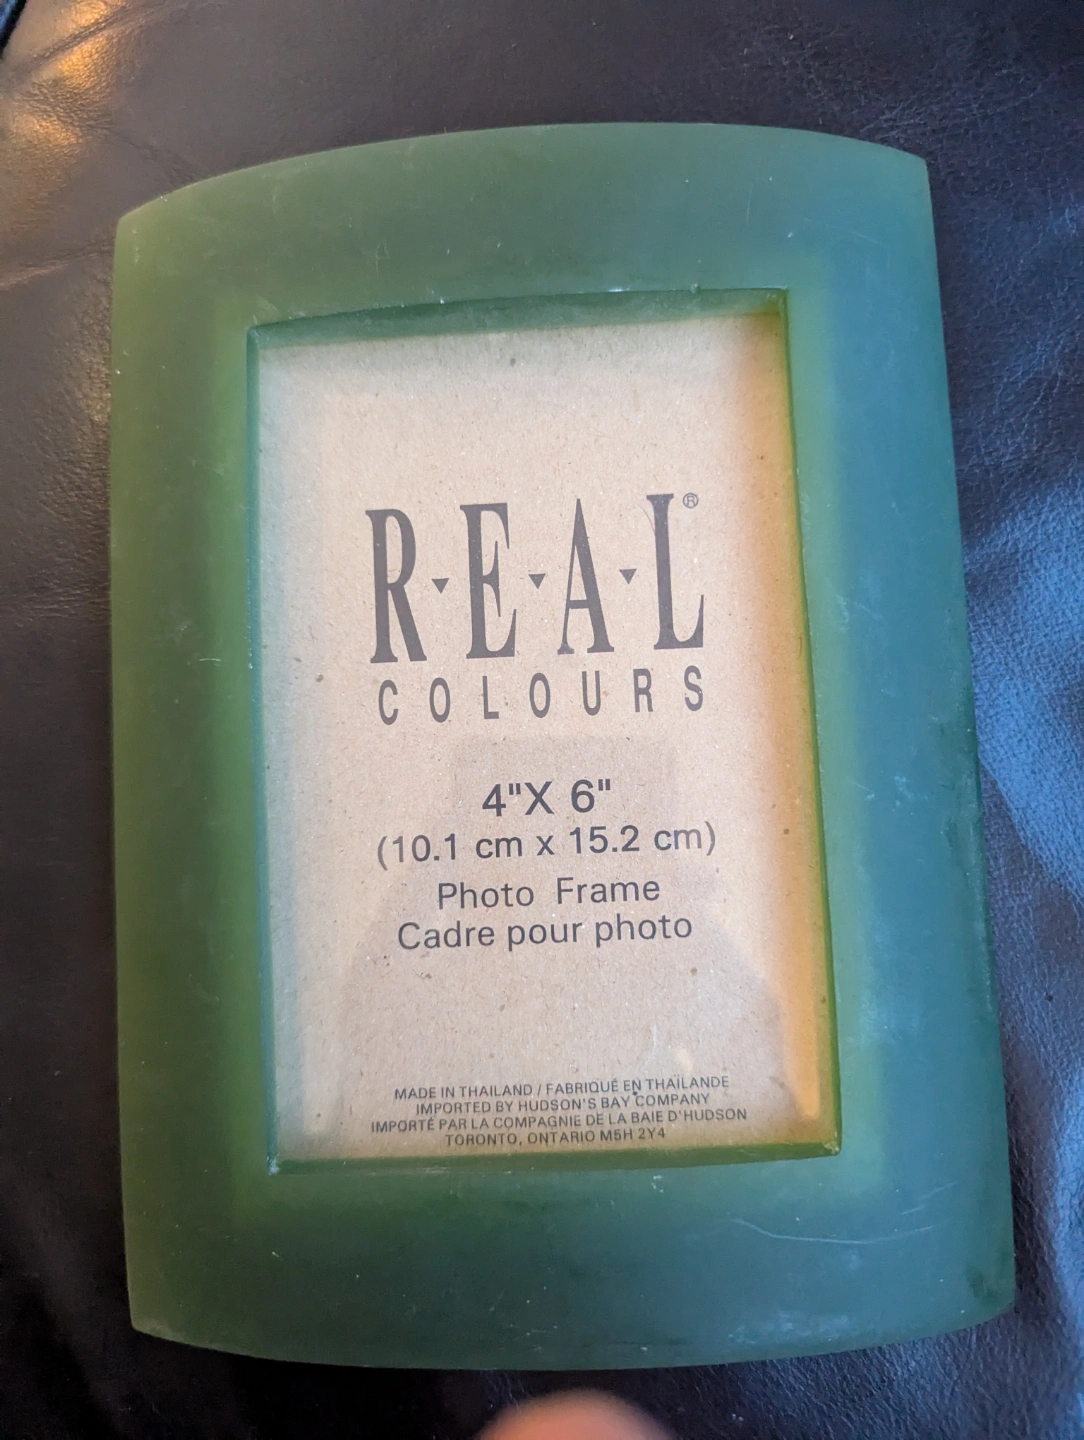 R▾E▾A▾L®
COLOURS
4"X 6"
(10.1 cm x 15.2 cm)
Photo Frame
Cadre pour photo
MADE IN THAILAND / FABRIQUÉ EN THAÏLANDE
IMPORTED BY HUDSON'S BAY COMPANY
IMPORTÉ PAR LA COMPAGNIE DE LA BAIE D'HUDSON
TORONTO, ONTARIO M5H 2Y4